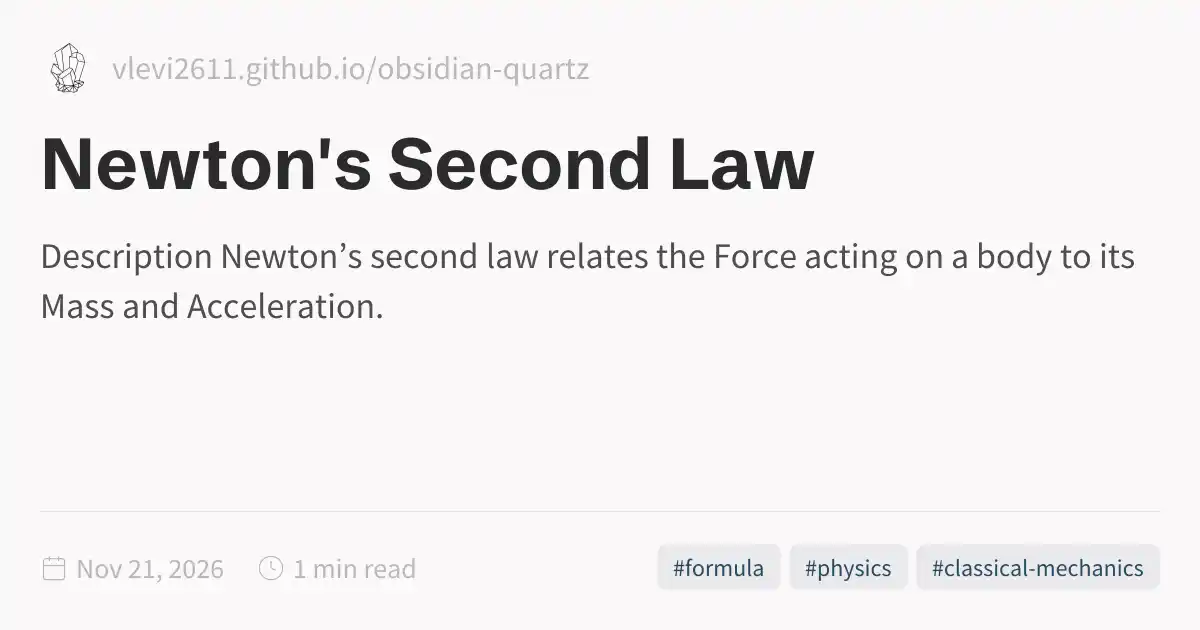 vlevi2611.github.io/obsidian-quartz
Newton's Second Law
Description Newton’s second law relates the Force acting on a body to its
Mass and Acceleration.
Nov 21, 2026 1 min read #formula #physics #classical-mechanics